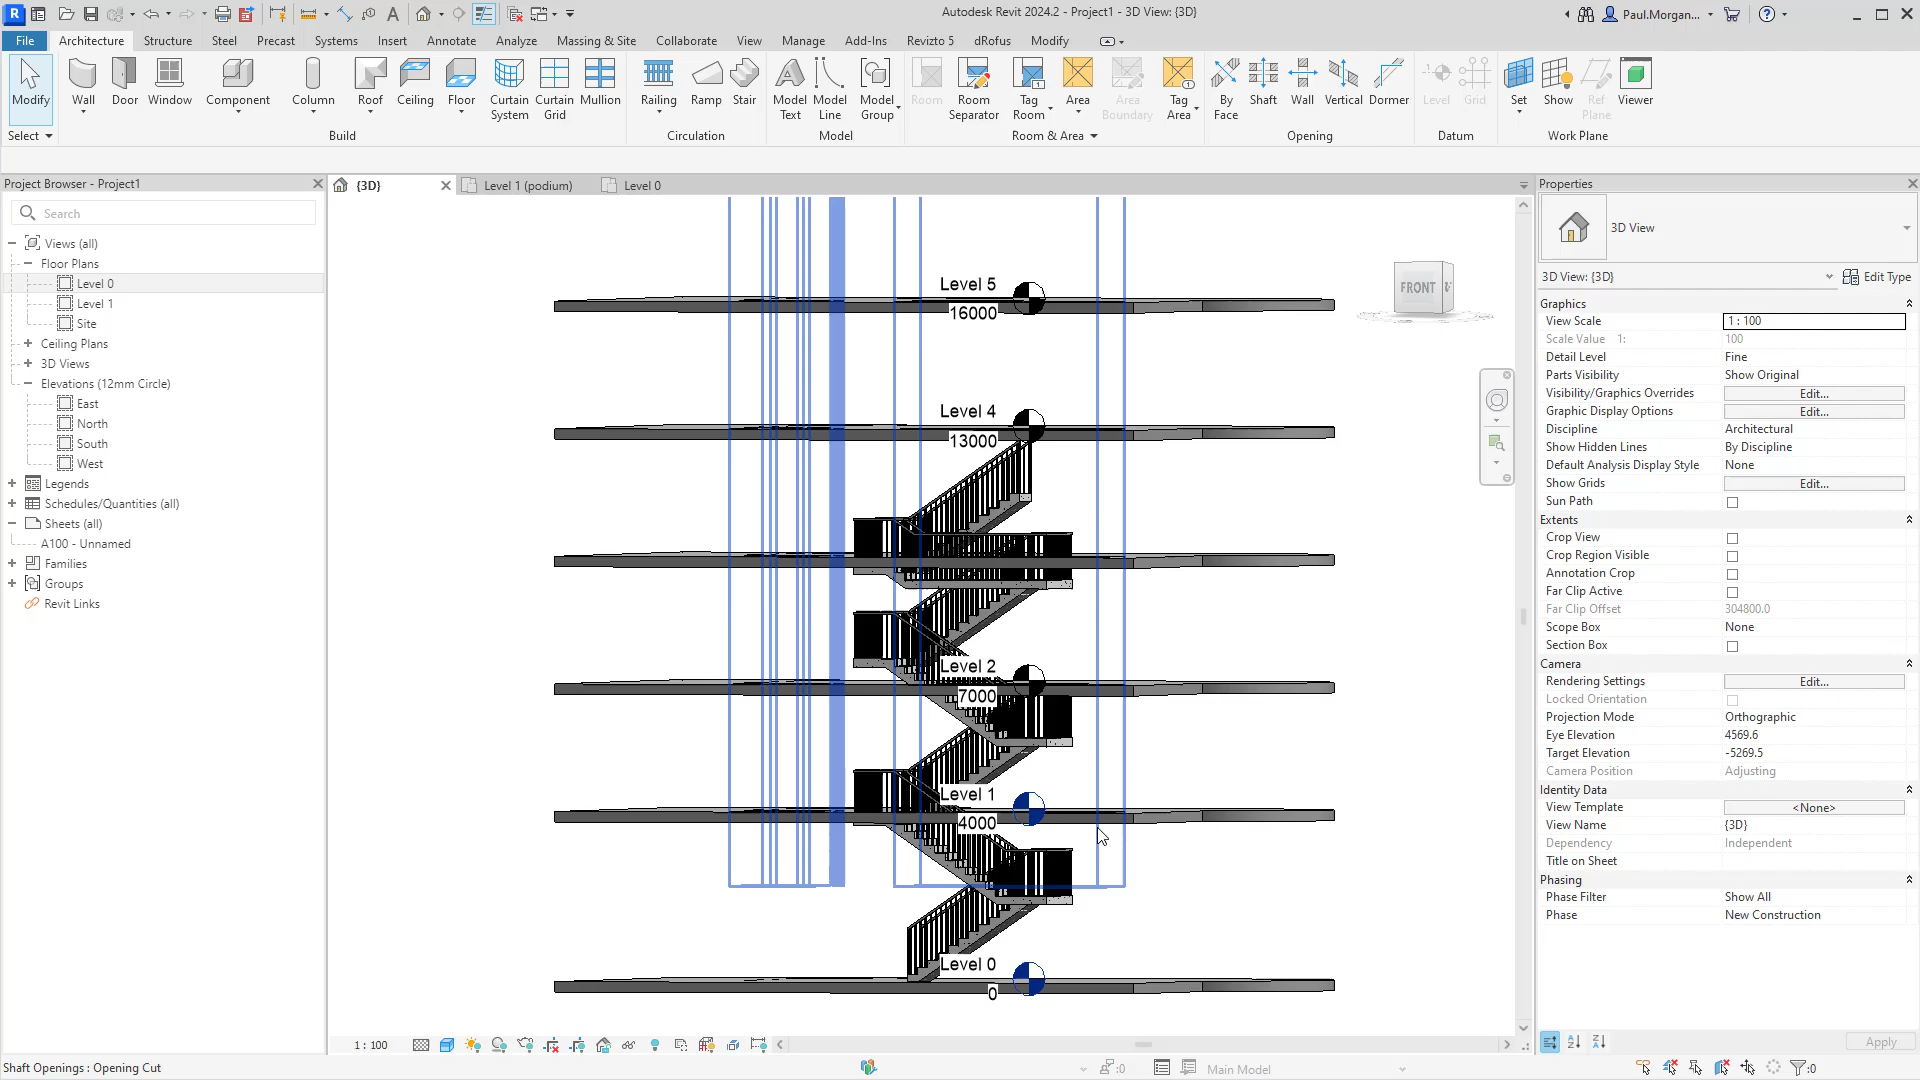 Autodesk Revit 2024.2 - Project1 - 3D View: {3D}
Paul.Morgan...
File Architecture Structure Steel Precast Systems Insert Annotate Analyze Massing & Site Collaborate View Manage Add-Ins Revizto 5 dRofus Modify
Modify Wall Door Window Component Column Roof Ceiling Floor Curtain System Curtain Grid Mullion Railing Ramp Stair Model Text Model Line Model Group Room Room Separator Tag Room Area Area Boundary Tag Area By Face Shaft Wall Vertical Dormer Level Grid Set Show Ref Plane Viewer
Select Build Circulation Model Room & Area Opening Datum Work Plane
Project Browser - Project1
Search
Views (all)
Floor Plans
Level 0
Level 1
Site
Ceiling Plans
3D Views
Elevations (12mm Circle)
East
North
South
West
Legends
Schedules/Quantities (all)
Sheets (all)
A100 - Unnamed
Families
Groups
Revit Links
{3D} Level 1 (podium) Level 0
FRONT
Level 5
16000
Level 4
13000
Level 2
7000
Level 1
4000
Level 0
0
1 : 100
Properties
3D View
3D View: {3D} Edit Type
Graphics
View Scale 1 : 100
Scale Value 1: 100
Detail Level Fine
Parts Visibility Show Original
Visibility/Graphics Overrides Edit...
Graphic Display Options Edit...
Discipline Architectural
Show Hidden Lines By Discipline
Default Analysis Display Style None
Show Grids Edit...
Sun Path
Extents
Crop View
Crop Region Visible
Annotation Crop
Far Clip Active
Far Clip Offset 304800.0
Scope Box None
Section Box
Camera
Rendering Settings Edit...
Locked Orientation
Projection Mode Orthographic
Eye Elevation 4569.6
Target Elevation -5269.5
Camera Position Adjusting
Identity Data
View Template <None>
View Name {3D}
Dependency Independent
Title on Sheet
Phasing
Phase Filter Show All
Phase New Construction
Apply
Shaft Openings : Opening Cut
:0
Main Model
:0